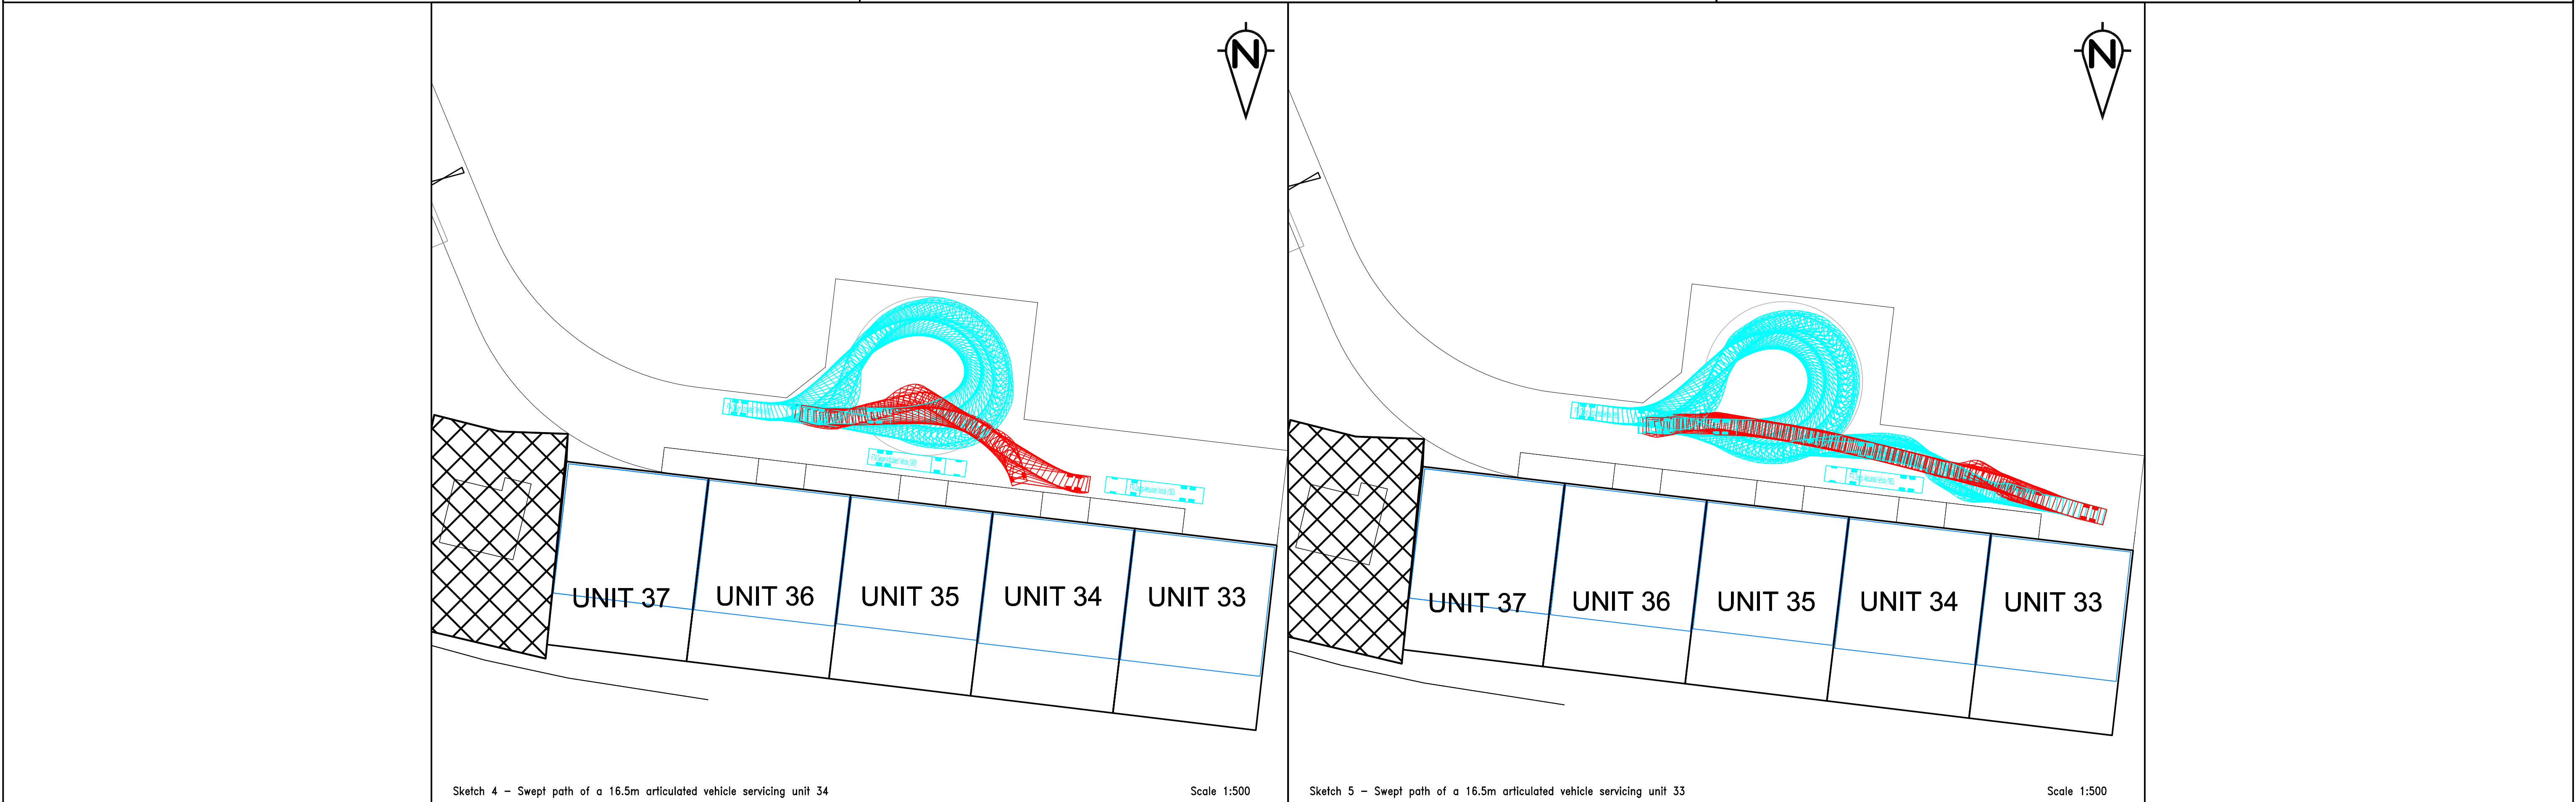 N
UNIT 37
UNIT 36
UNIT 35
UNIT 34
UNIT 33
Sketch 4 - Swept path of a 16.5m articulated vehicle servicing unit 34
Scale 1:500
N
UNIT 37
UNIT 36
UNIT 35
UNIT 34
UNIT 33
Sketch 5 - Swept path of a 16.5m articulated vehicle servicing unit 33
Scale 1:500